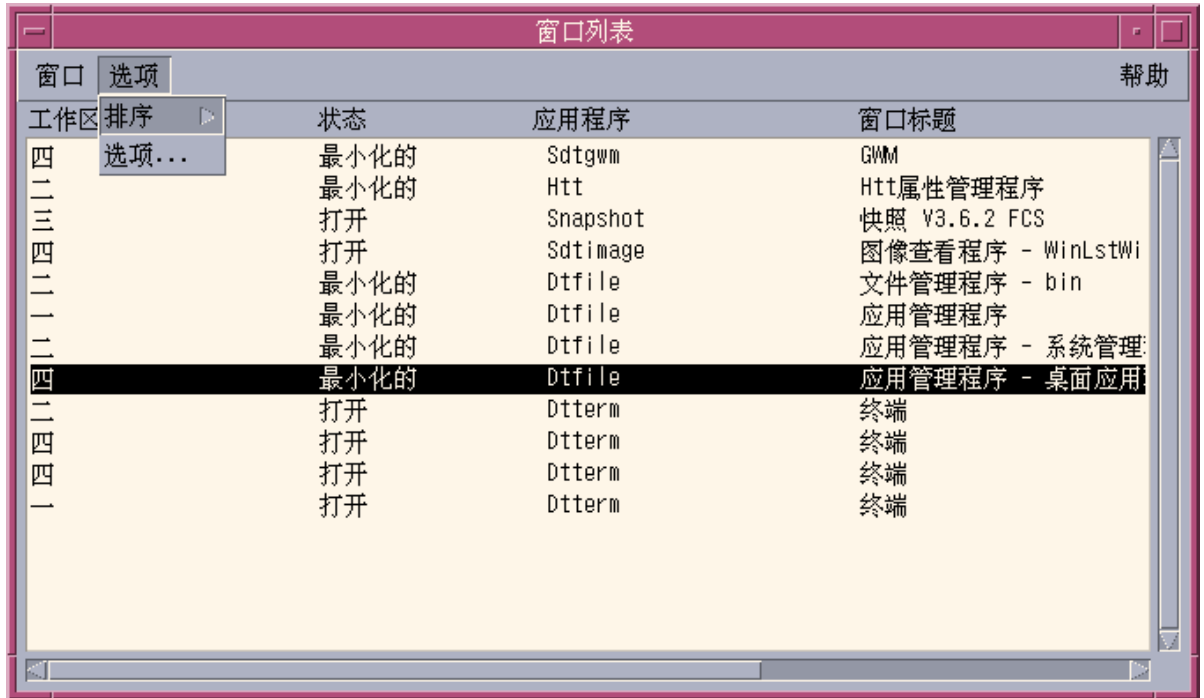 窗口列表
窗口 选项 帮助
排序
选项...
工作区 状态 应用程序 窗口标题
四 最小化的 Sdtgwm GWM
二 最小化的 Htt Htt属性管理程序
三 打开 Snapshot 快照 V3.6.2 FCS
四 打开 Sdtimage 图像查看程序 - WinLstWi
二 最小化的 Dtfile 文件管理程序 - bin
一 最小化的 Dtfile 应用管理程序
二 最小化的 Dtfile 应用管理程序 - 系统管理
四 最小化的 Dtfile 应用管理程序 - 桌面应用
二 打开 Dtterm 终端
四 打开 Dtterm 终端
四 打开 Dtterm 终端
一 打开 Dtterm 终端